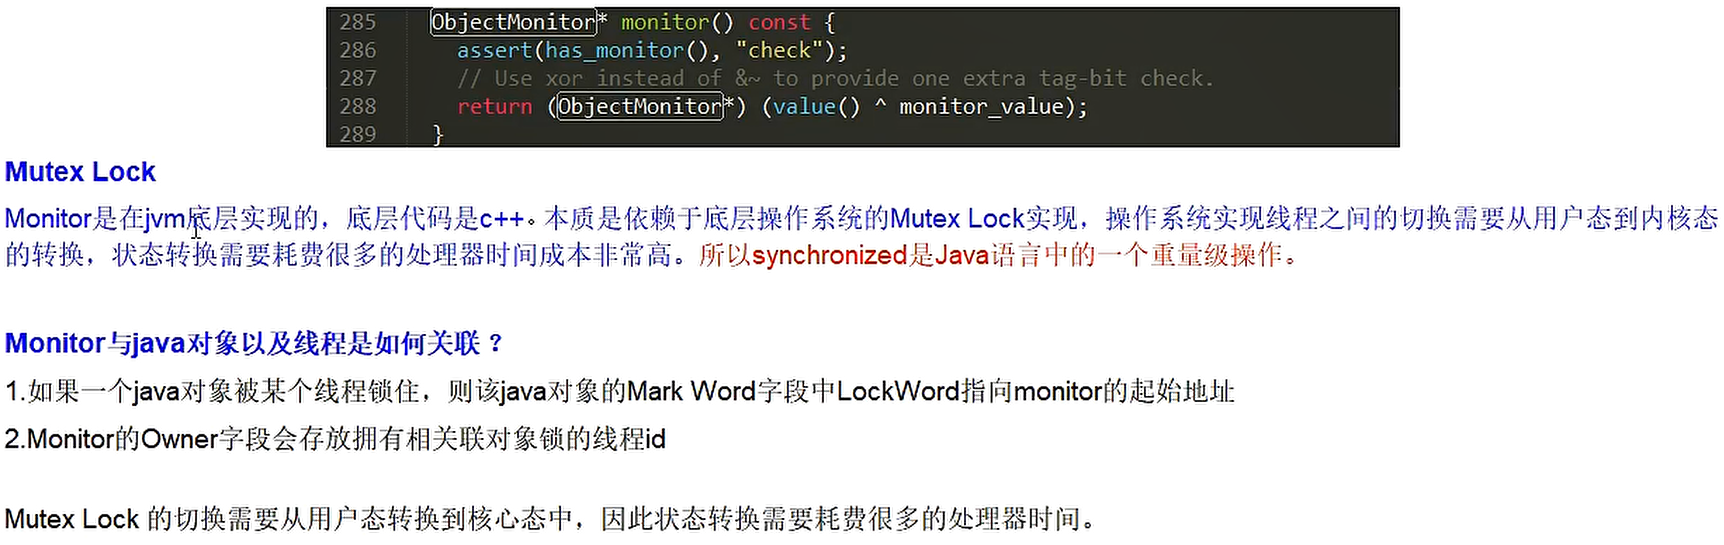 285 ObjectMonitor* monitor() const {
286 assert(has_monitor(), "check");
287 // Use xor instead of &~ to provide one extra tag-bit check.
288 return (ObjectMonitor*) (value() ^ monitor_value);
289 }
Mutex Lock
Monitor是在jvm底层实现的，底层代码是c++。本质是依赖于底层操作系统的Mutex Lock实现，操作系统实现线程之间的切换需要从用户态到内核态
的转换，状态转换需要耗费很多的处理器时间成本非常高。所以synchronized是Java语言中的一个重量级操作。
Monitor与java对象以及线程是如何关联？
1.如果一个java对象被某个线程锁住，则该java对象的Mark Word字段中LockWord指向monitor的起始地址
2.Monitor的Owner字段会存放拥有相关联对象锁的线程id
Mutex Lock 的切换需要从用户态转换到核心态中，因此状态转换需要耗费很多的处理器时间。